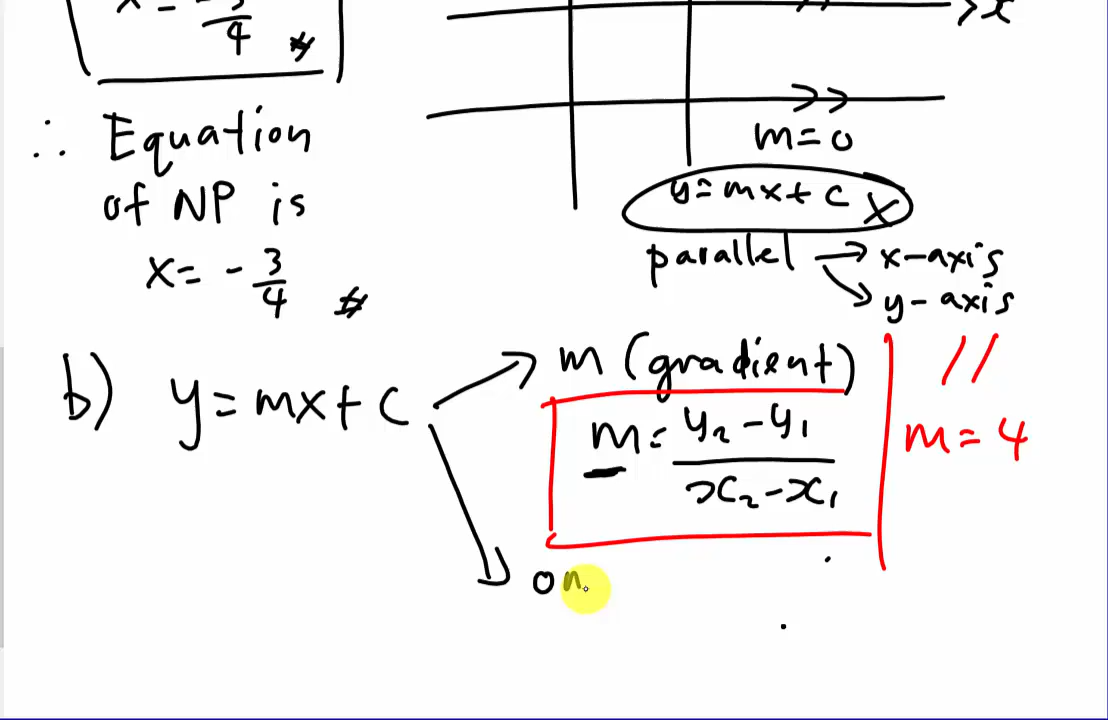 x = -3/4
∴ Equation
of NP is
x = -3/4
x
m = 0
y = mx + c x
parallel → x-axis
y-axis
b) y = mx + c
m (gradient)
m = y₂ - y₁ / x₂ - x₁
//
m = 4
on